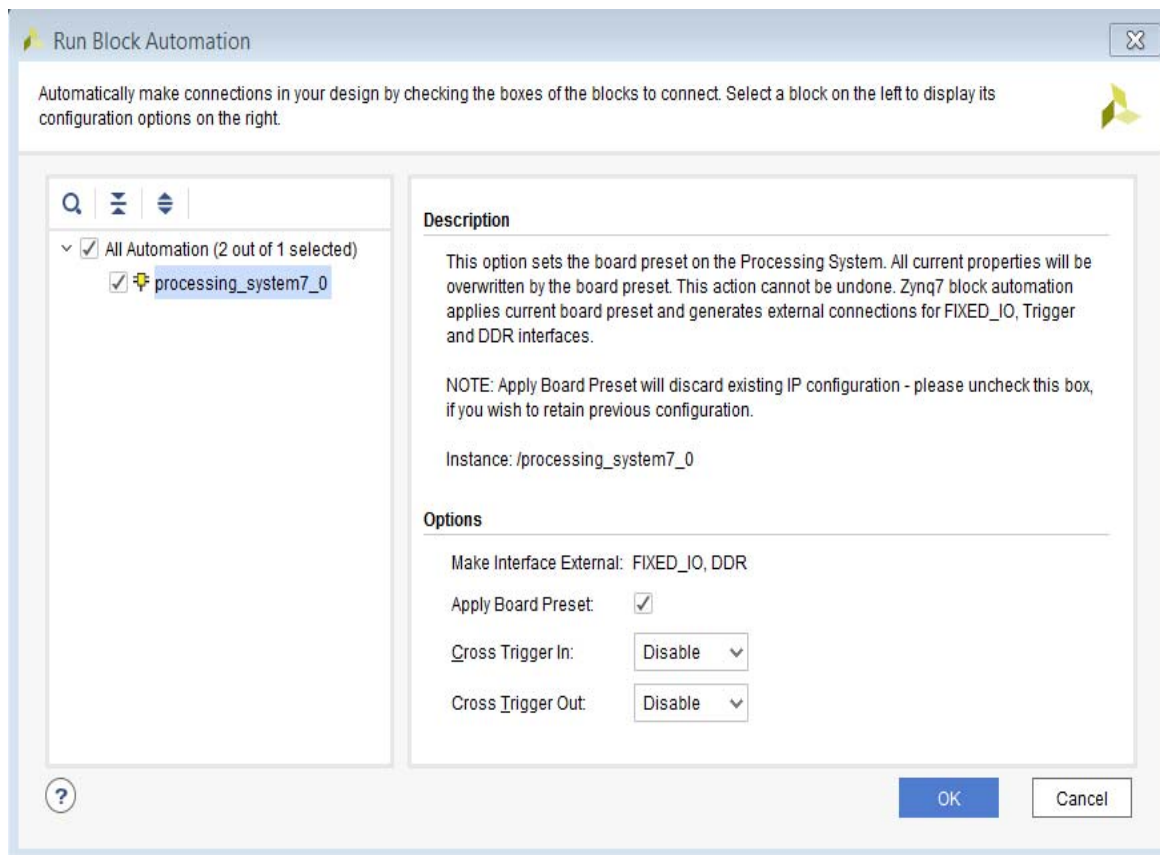 Run Block Automation
Automatically make connections in your design by checking the boxes of the blocks to connect. Select a block on the left to display its
configuration options on the right.
All Automation (2 out of 1 selected)
processing_system7_0
Description
This option sets the board preset on the Processing System. All current properties will be
overwritten by the board preset. This action cannot be undone. Zynq7 block automation
applies current board preset and generates external connections for FIXED_IO, Trigger
and DDR interfaces.
NOTE: Apply Board Preset will discard existing IP configuration - please uncheck this box,
if you wish to retain previous configuration.
Instance: /processing_system7_0
Options
Make Interface External: FIXED_IO, DDR
Apply Board Preset:
Cross Trigger In: Disable
Cross Trigger Out: Disable
? OK Cancel